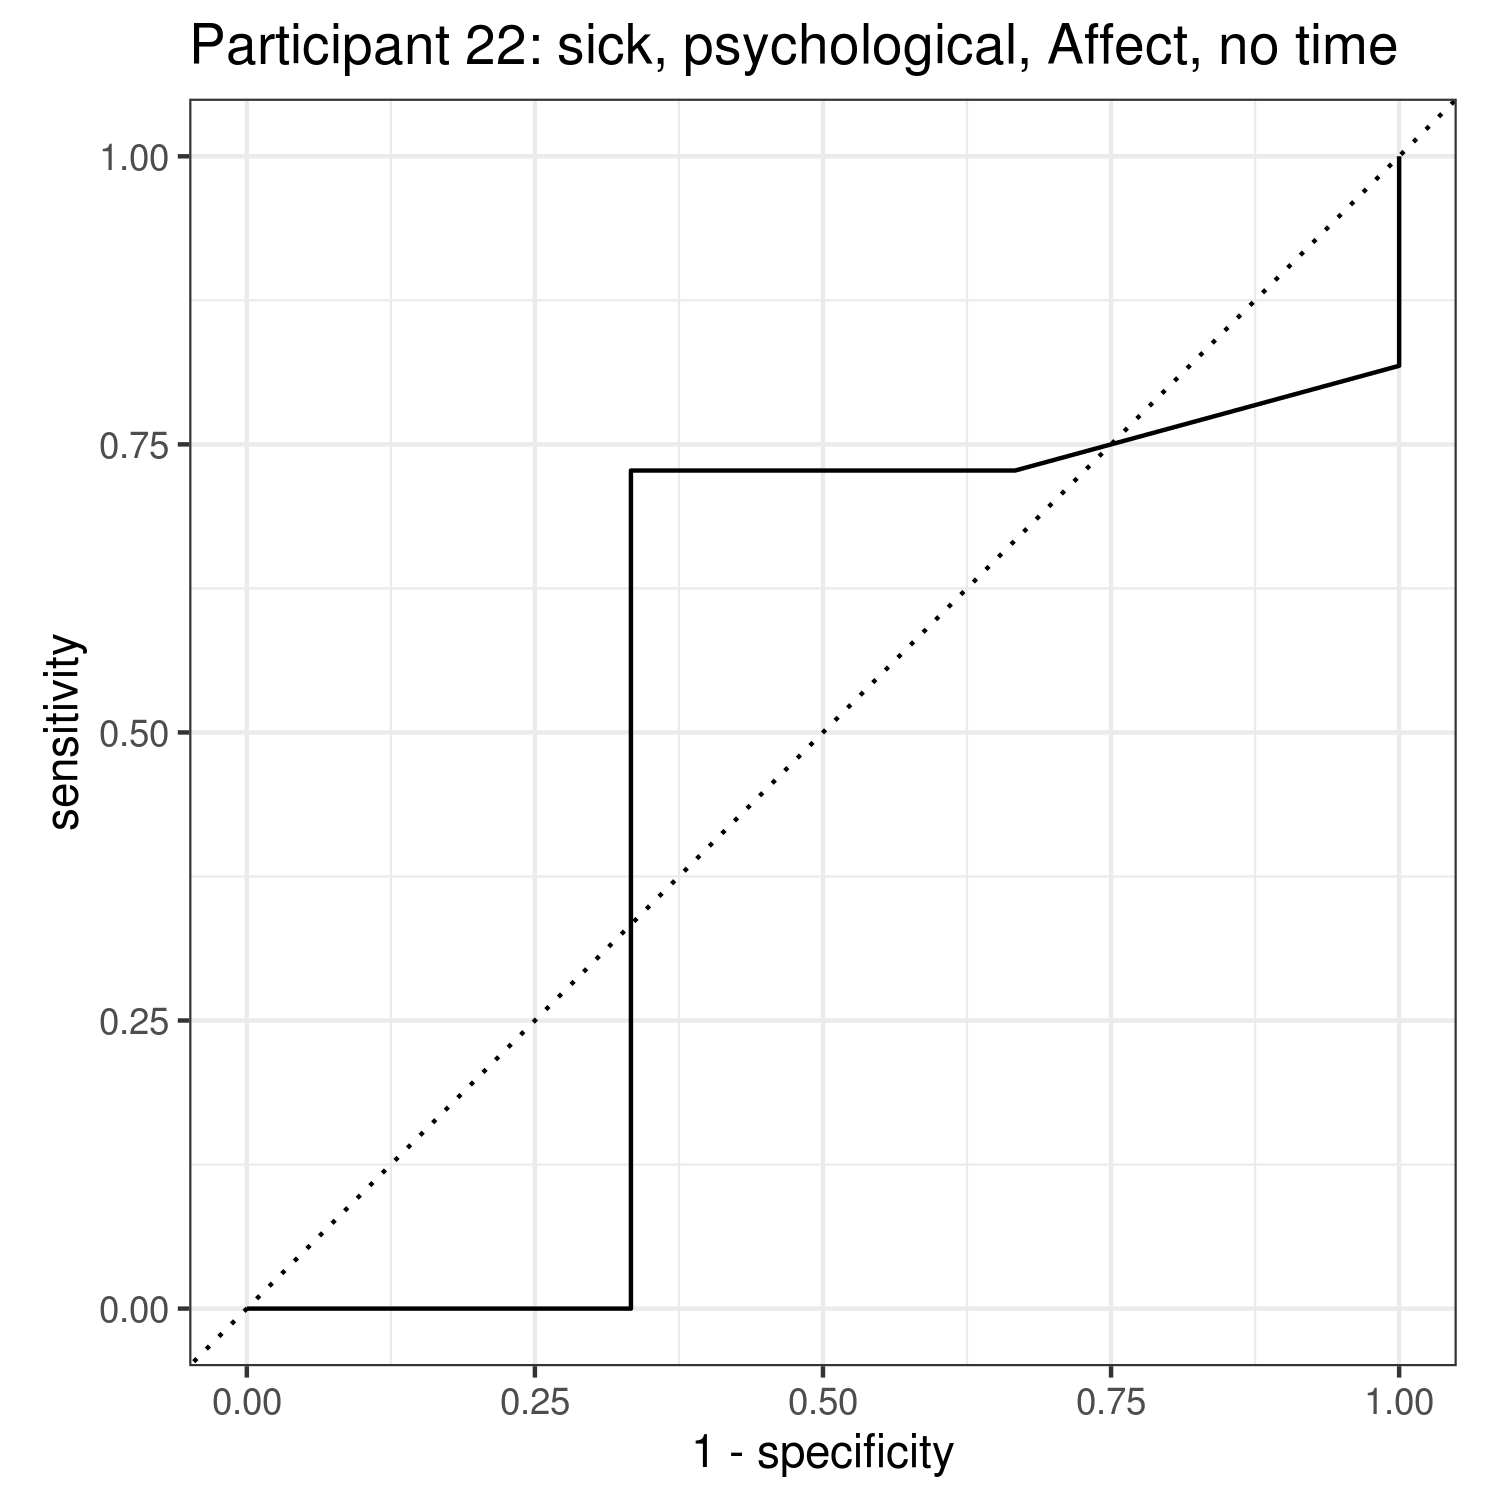 Participant 22: sick, psychological, Affect, no time
1.00
0.75
0.50
0.25
0.00
sensitivity
0.00 0.25 0.50 0.75 1.00
1 - specificity